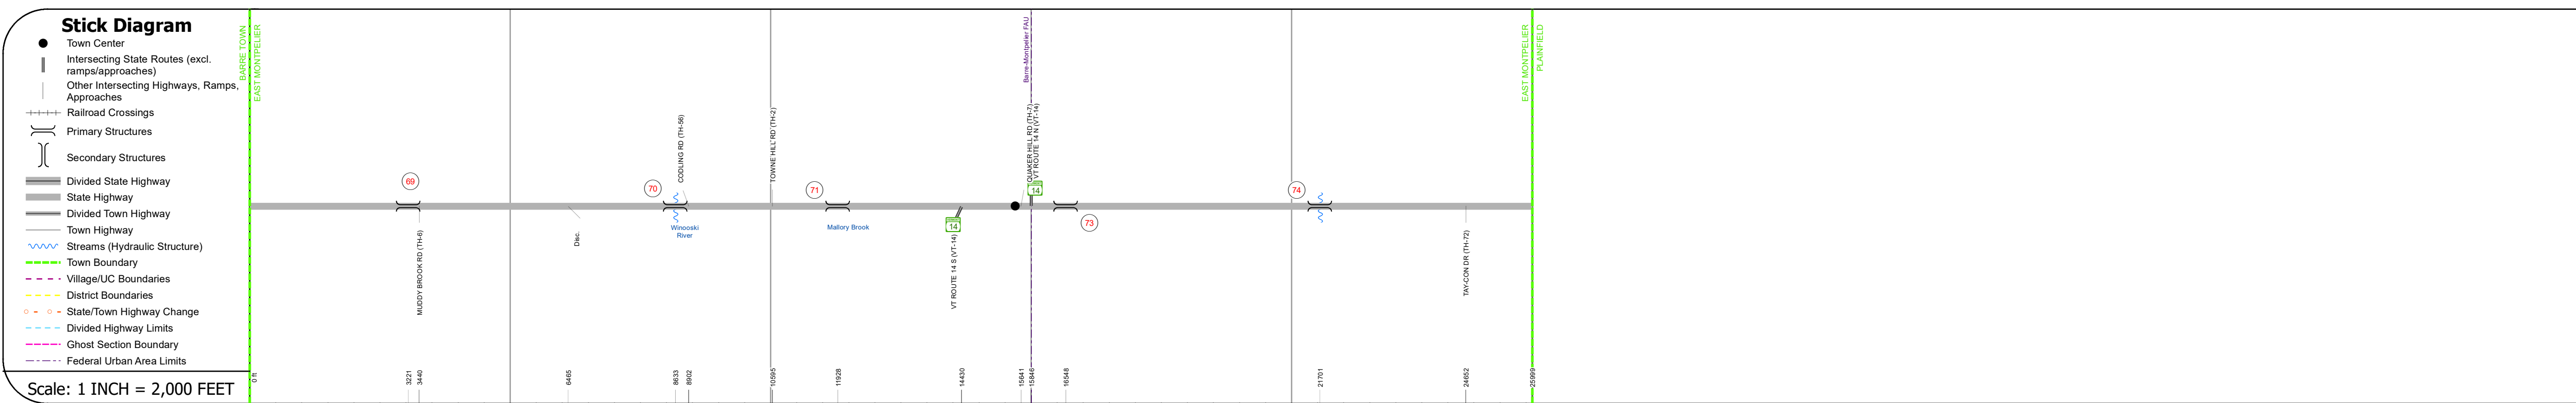 Stick Diagram
Town Center
Intersecting State Routes (excl.
ramps/approaches)
Other Intersecting Highways, Ramps,
Approaches
Railroad Crossings
Primary Structures
Secondary Structures
Divided State Highway
State Highway
Divided Town Highway
Town Highway
Streams (Hydraulic Structure)
Town Boundary
Village/UC Boundaries
District Boundaries
State/Town Highway Change
Divided Highway Limits
Ghost Section Boundary
Federal Urban Area Limits
Scale: 1 INCH = 2,000 FEET
BARRE TOWN
EAST MONTPELIER
69
MUDDY BROOK RD (TH-6)
Disc.
70
CODLING RD (TH-56)
Winooski
River
TOWNE HILL RD (TH-2)
71
Mallory Brook
14
VT ROUTE 14 S (VT-14)
Barre-Montpelier FAU
QUAKER HILL RD (TH-7)
VT ROUTE 14 N (VT-14)
14
73
74
TAY-CON DR (TH-72)
EAST MONTPELIER
PLAINFIELD
0 ft
3221
3440
6465
8633
8902
10595
11928
14430
15641
15846
16548
21701
24652
25999